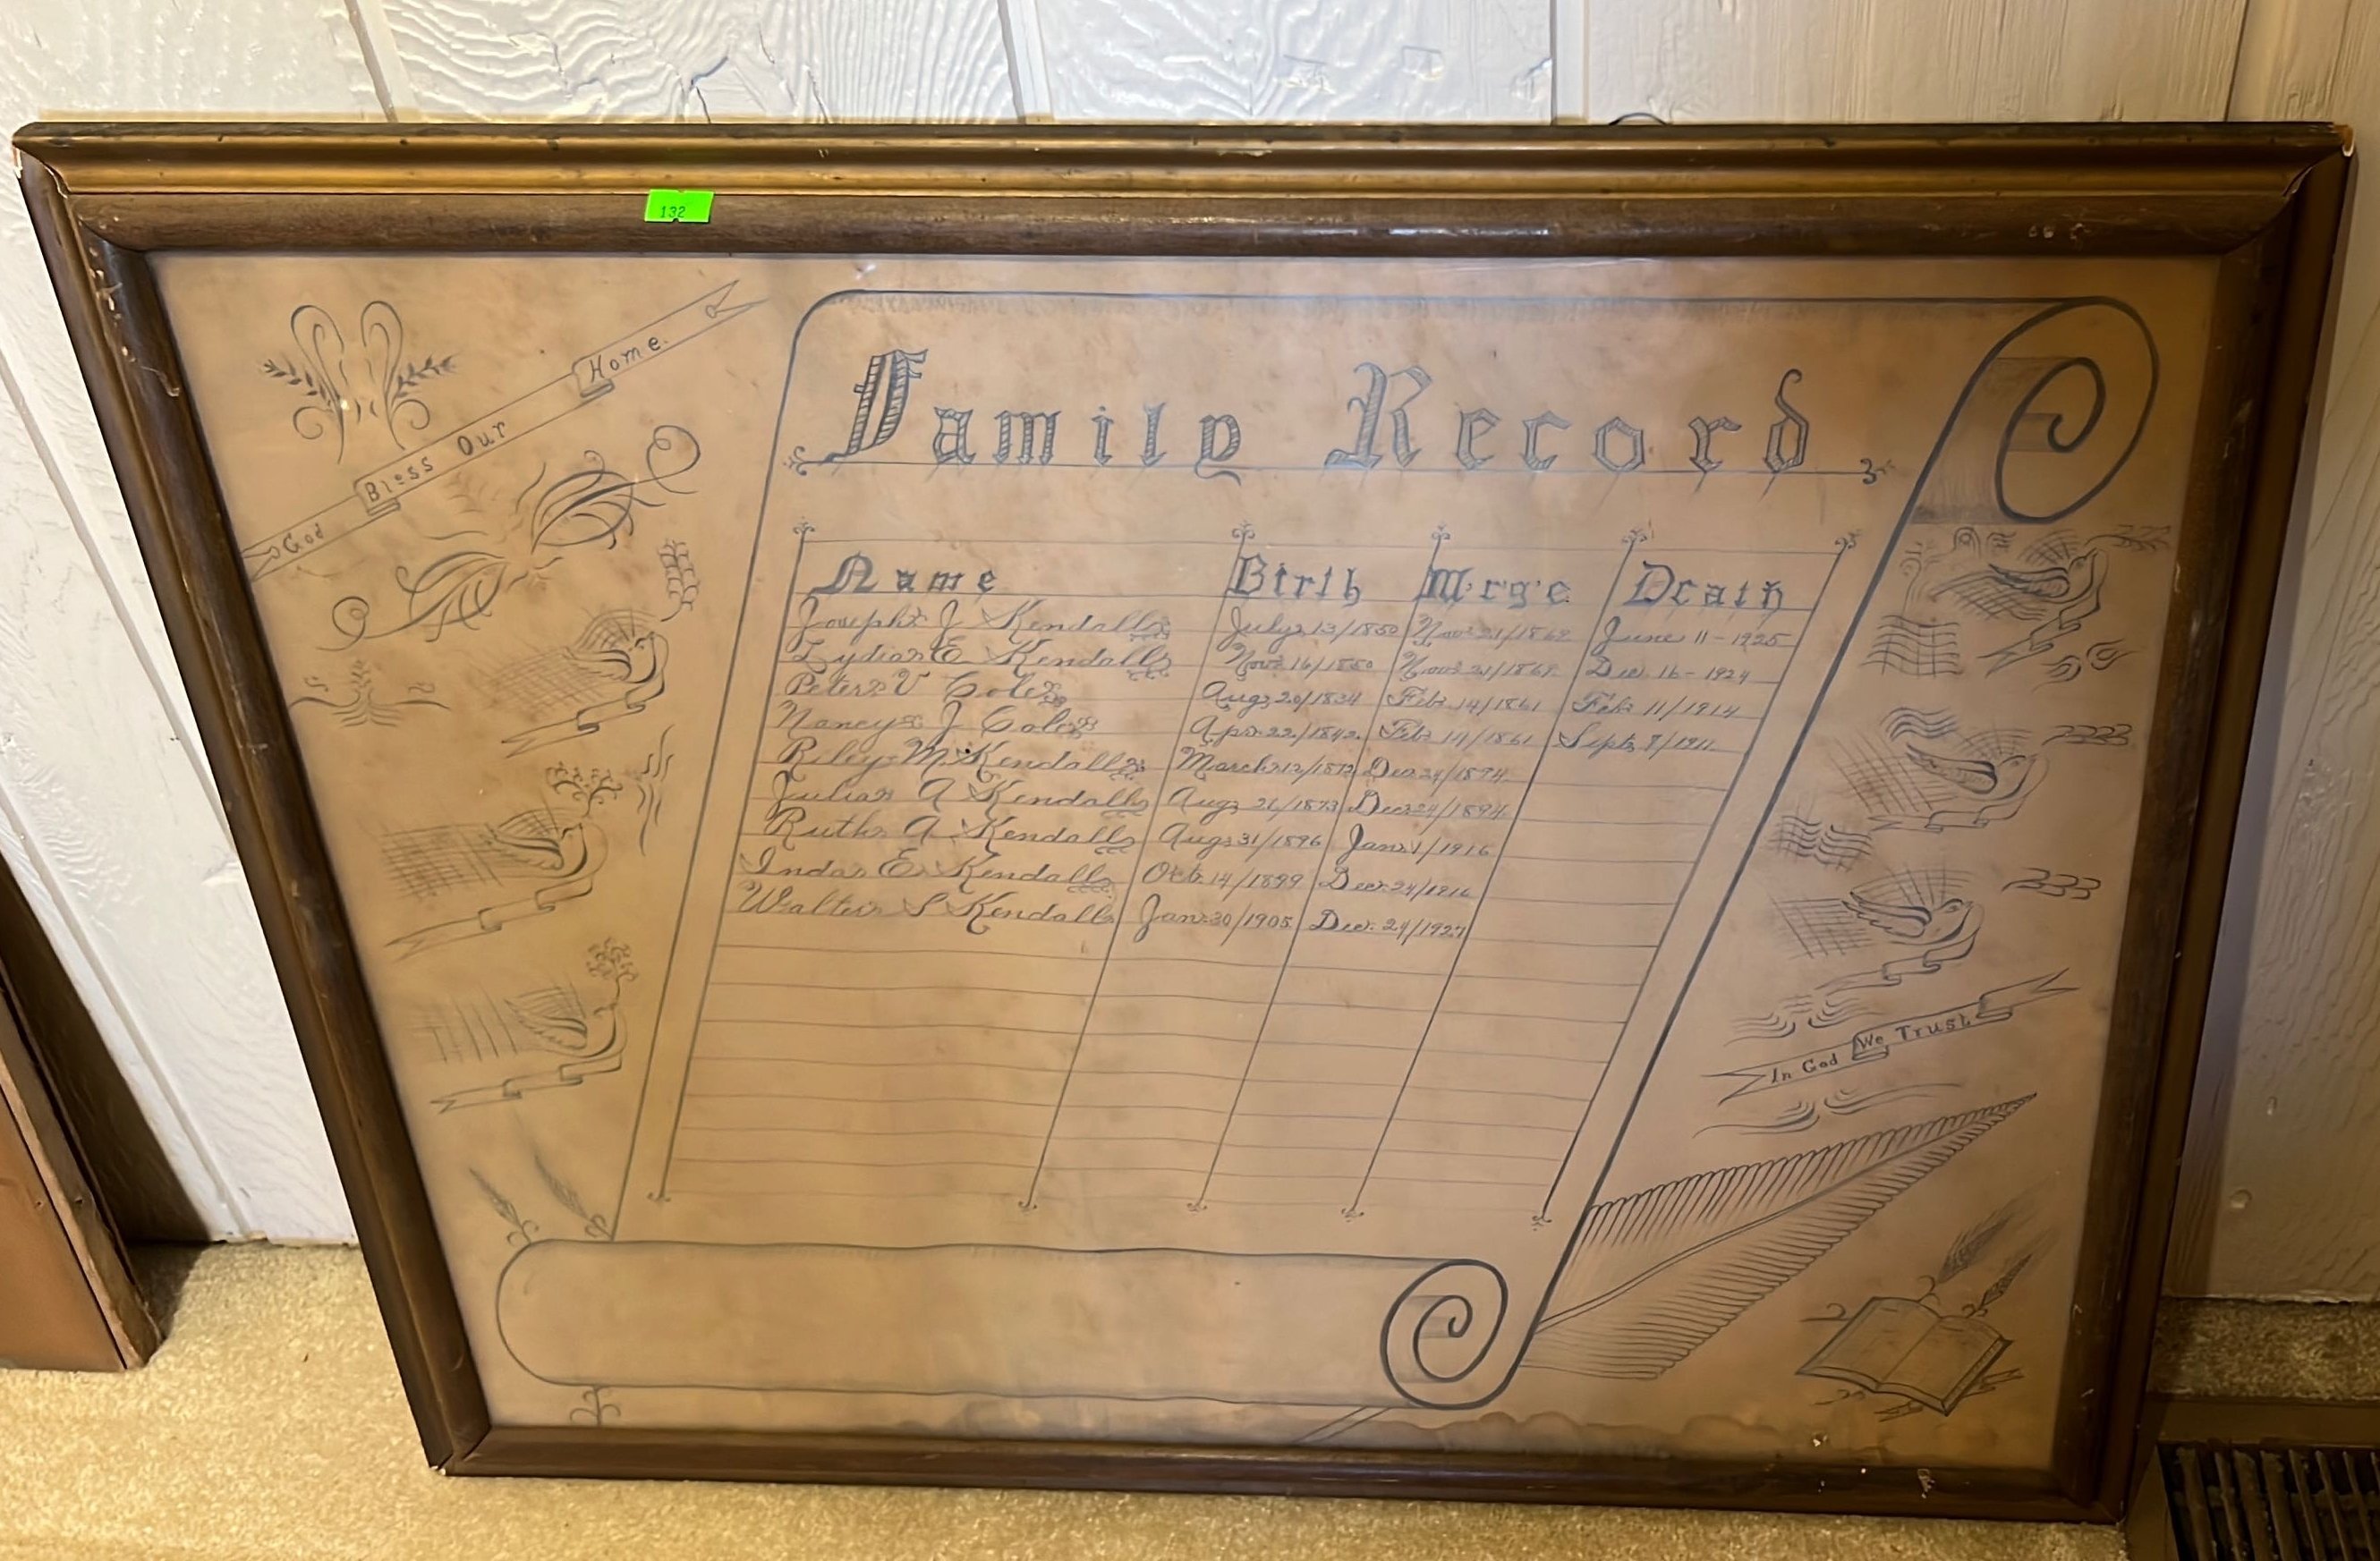 132
God Bless Our Home.
Family Record
Name Birth Mrg'e Death
Joseph J Kendall July 13/1850 Nov. 21/1869 June 11-1925
Lydia E Kendall Nov. 16/1850 Nov. 21/1869 Dec. 16-1924
Peter V Cole Aug. 20/1834 Feb. 14/1861 Feb. 11/1914
Nancy J Cole Apr. 22/1842 Feb. 14/1861 Sept. 8/1911
Riley M. Kendall March 12/1872 Dec. 24/1894
Julia A Kendall Aug. 21/1873 Dec. 24/1894
Ruth A Kendall Aug. 31/1896 Jan. 1/1916
Inda E. Kendall Oct. 14/1899 Dec. 24/1916
Walter S Kendall Jan. 30/1905 Dec. 24/1927
In God We Trust